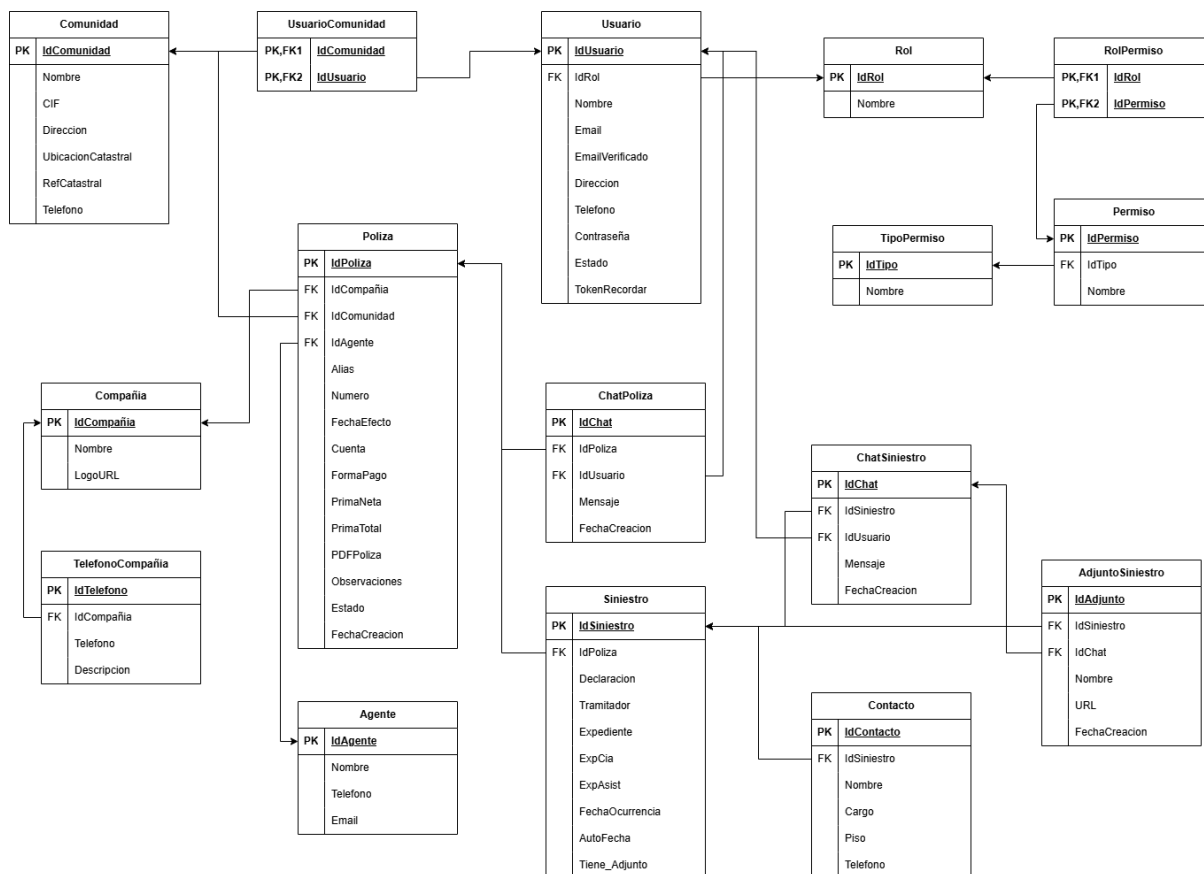 Comunidad
PK IdComunidad
Nombre
CIF
Direccion
UbicacionCatastral
RefCatastral
Telefono
UsuarioComunidad
PK,FK1 IdComunidad
PK,FK2 IdUsuario
Usuario
PK IdUsuario
FK IdRol
Nombre
Email
EmailVerificado
Direccion
Telefono
Contraseña
Estado
TokenRecordar
Rol
PK IdRol
Nombre
RolPermiso
PK,FK1 IdRol
PK,FK2 IdPermiso
TipoPermiso
PK IdTipo
Nombre
Permiso
PK IdPermiso
FK IdTipo
Nombre
Poliza
PK IdPoliza
FK IdCompañia
FK IdComunidad
FK IdAgente
Alias
Numero
FechaEfecto
Cuenta
FormaPago
PrimaNeta
PrimaTotal
PDFPoliza
Observaciones
Estado
FechaCreacion
Compañia
PK IdCompañia
Nombre
LogoURL
TelefonoCompañia
PK IdTelefono
FK IdCompañia
Telefono
Descripcion
Agente
PK IdAgente
Nombre
Telefono
Email
ChatPoliza
PK IdChat
FK IdPoliza
FK IdUsuario
Mensaje
FechaCreacion
Siniestro
PK IdSiniestro
FK IdPoliza
Declaracion
Tramitador
Expediente
ExpCia
ExpAsist
FechaOcurrencia
AutoFecha
Tiene_Adjunto
ChatSiniestro
PK IdChat
FK IdSiniestro
FK IdUsuario
Mensaje
FechaCreacion
Contacto
PK IdContacto
FK IdSiniestro
Nombre
Cargo
Piso
Telefono
AdjuntoSiniestro
PK IdAdjunto
FK IdSiniestro
FK IdChat
Nombre
URL
FechaCreacion